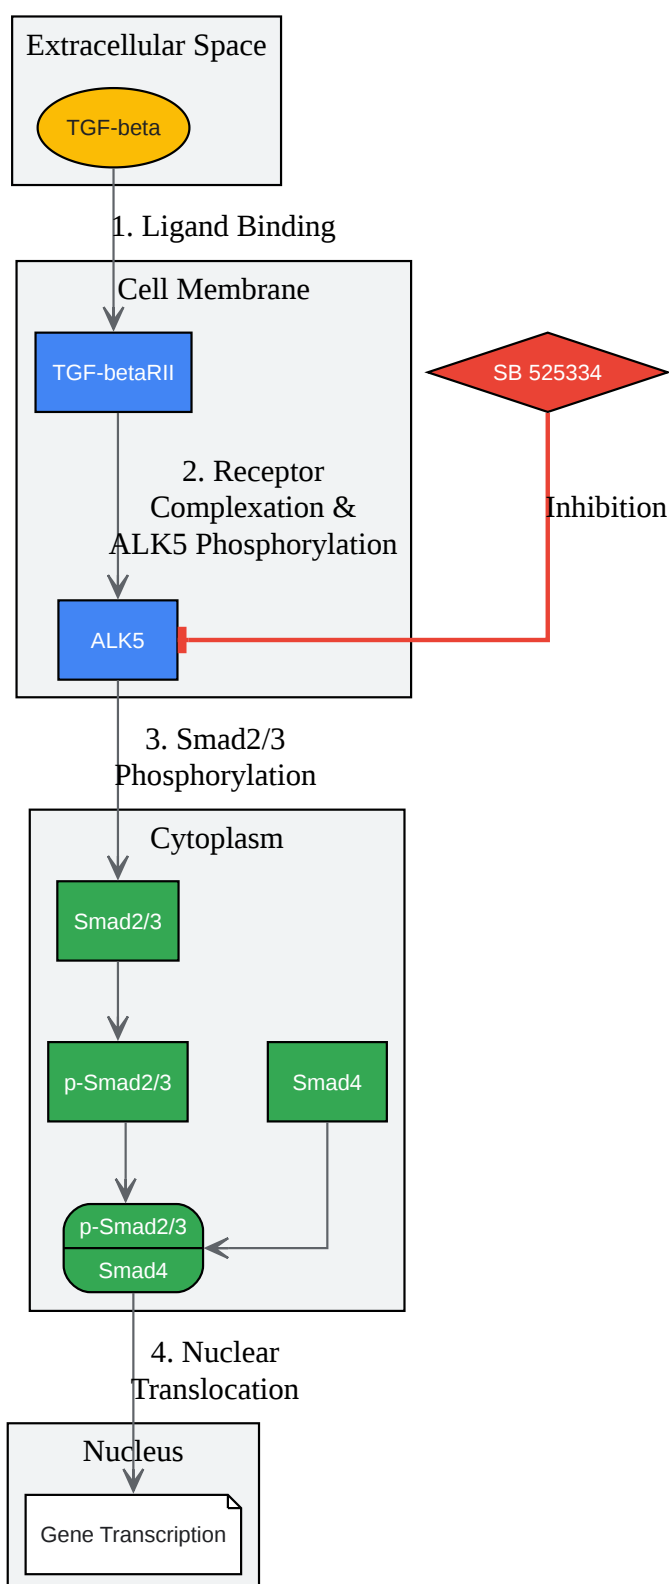 Extracellular Space
TGF-beta
1. Ligand Binding
Cell Membrane
TGF-betaRII
SB 525334
2. Receptor
Complexation &
ALK5 Phosphorylation
Inhibition
ALK5
3. Smad2/3
Phosphorylation
Cytoplasm
Smad2/3
p-Smad2/3
Smad4
p-Smad2/3
Smad4
4. Nuclear
Translocation
Nucleus
Gene Transcription